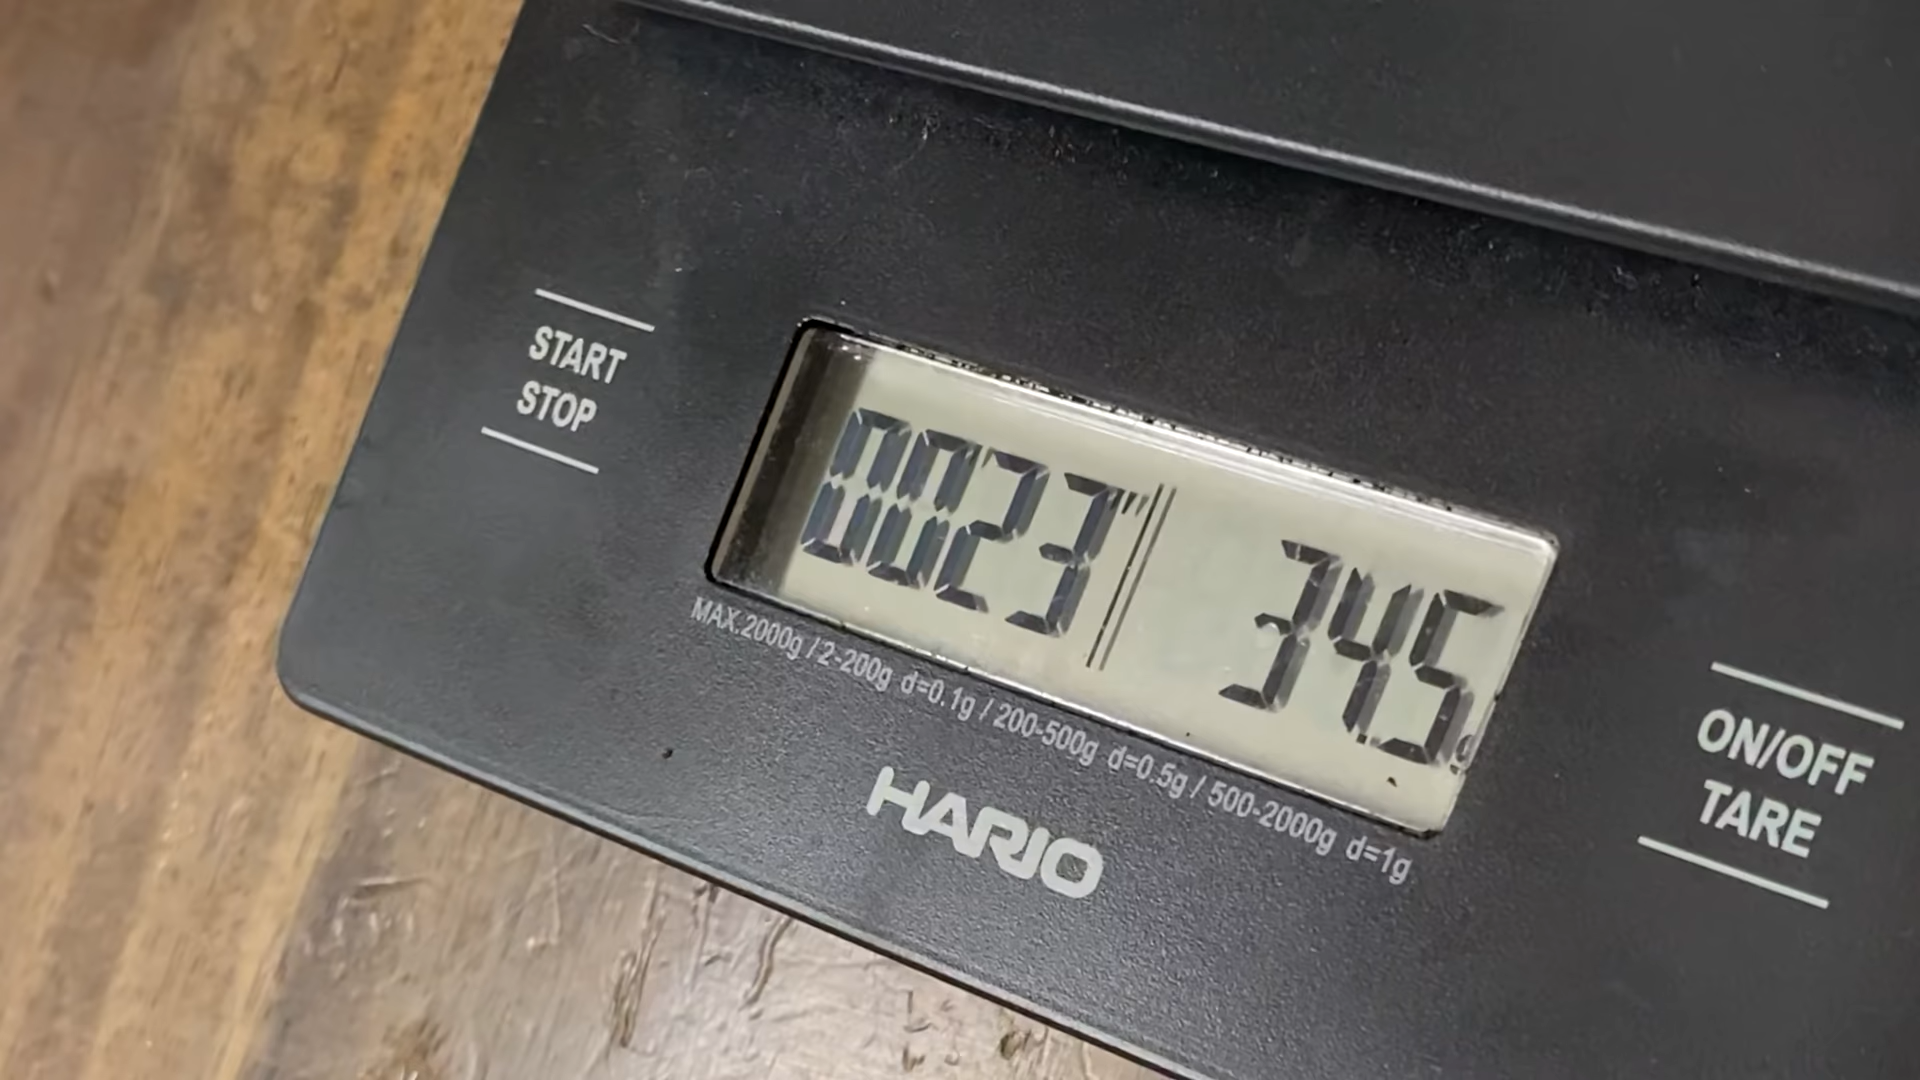 START
STOP
0023" 34.5g
MAX.2000g / 2-200g d=0.1g / 200-500g d=0.5g / 500-2000g d=1g
HARIO
ON/OFF
TARE